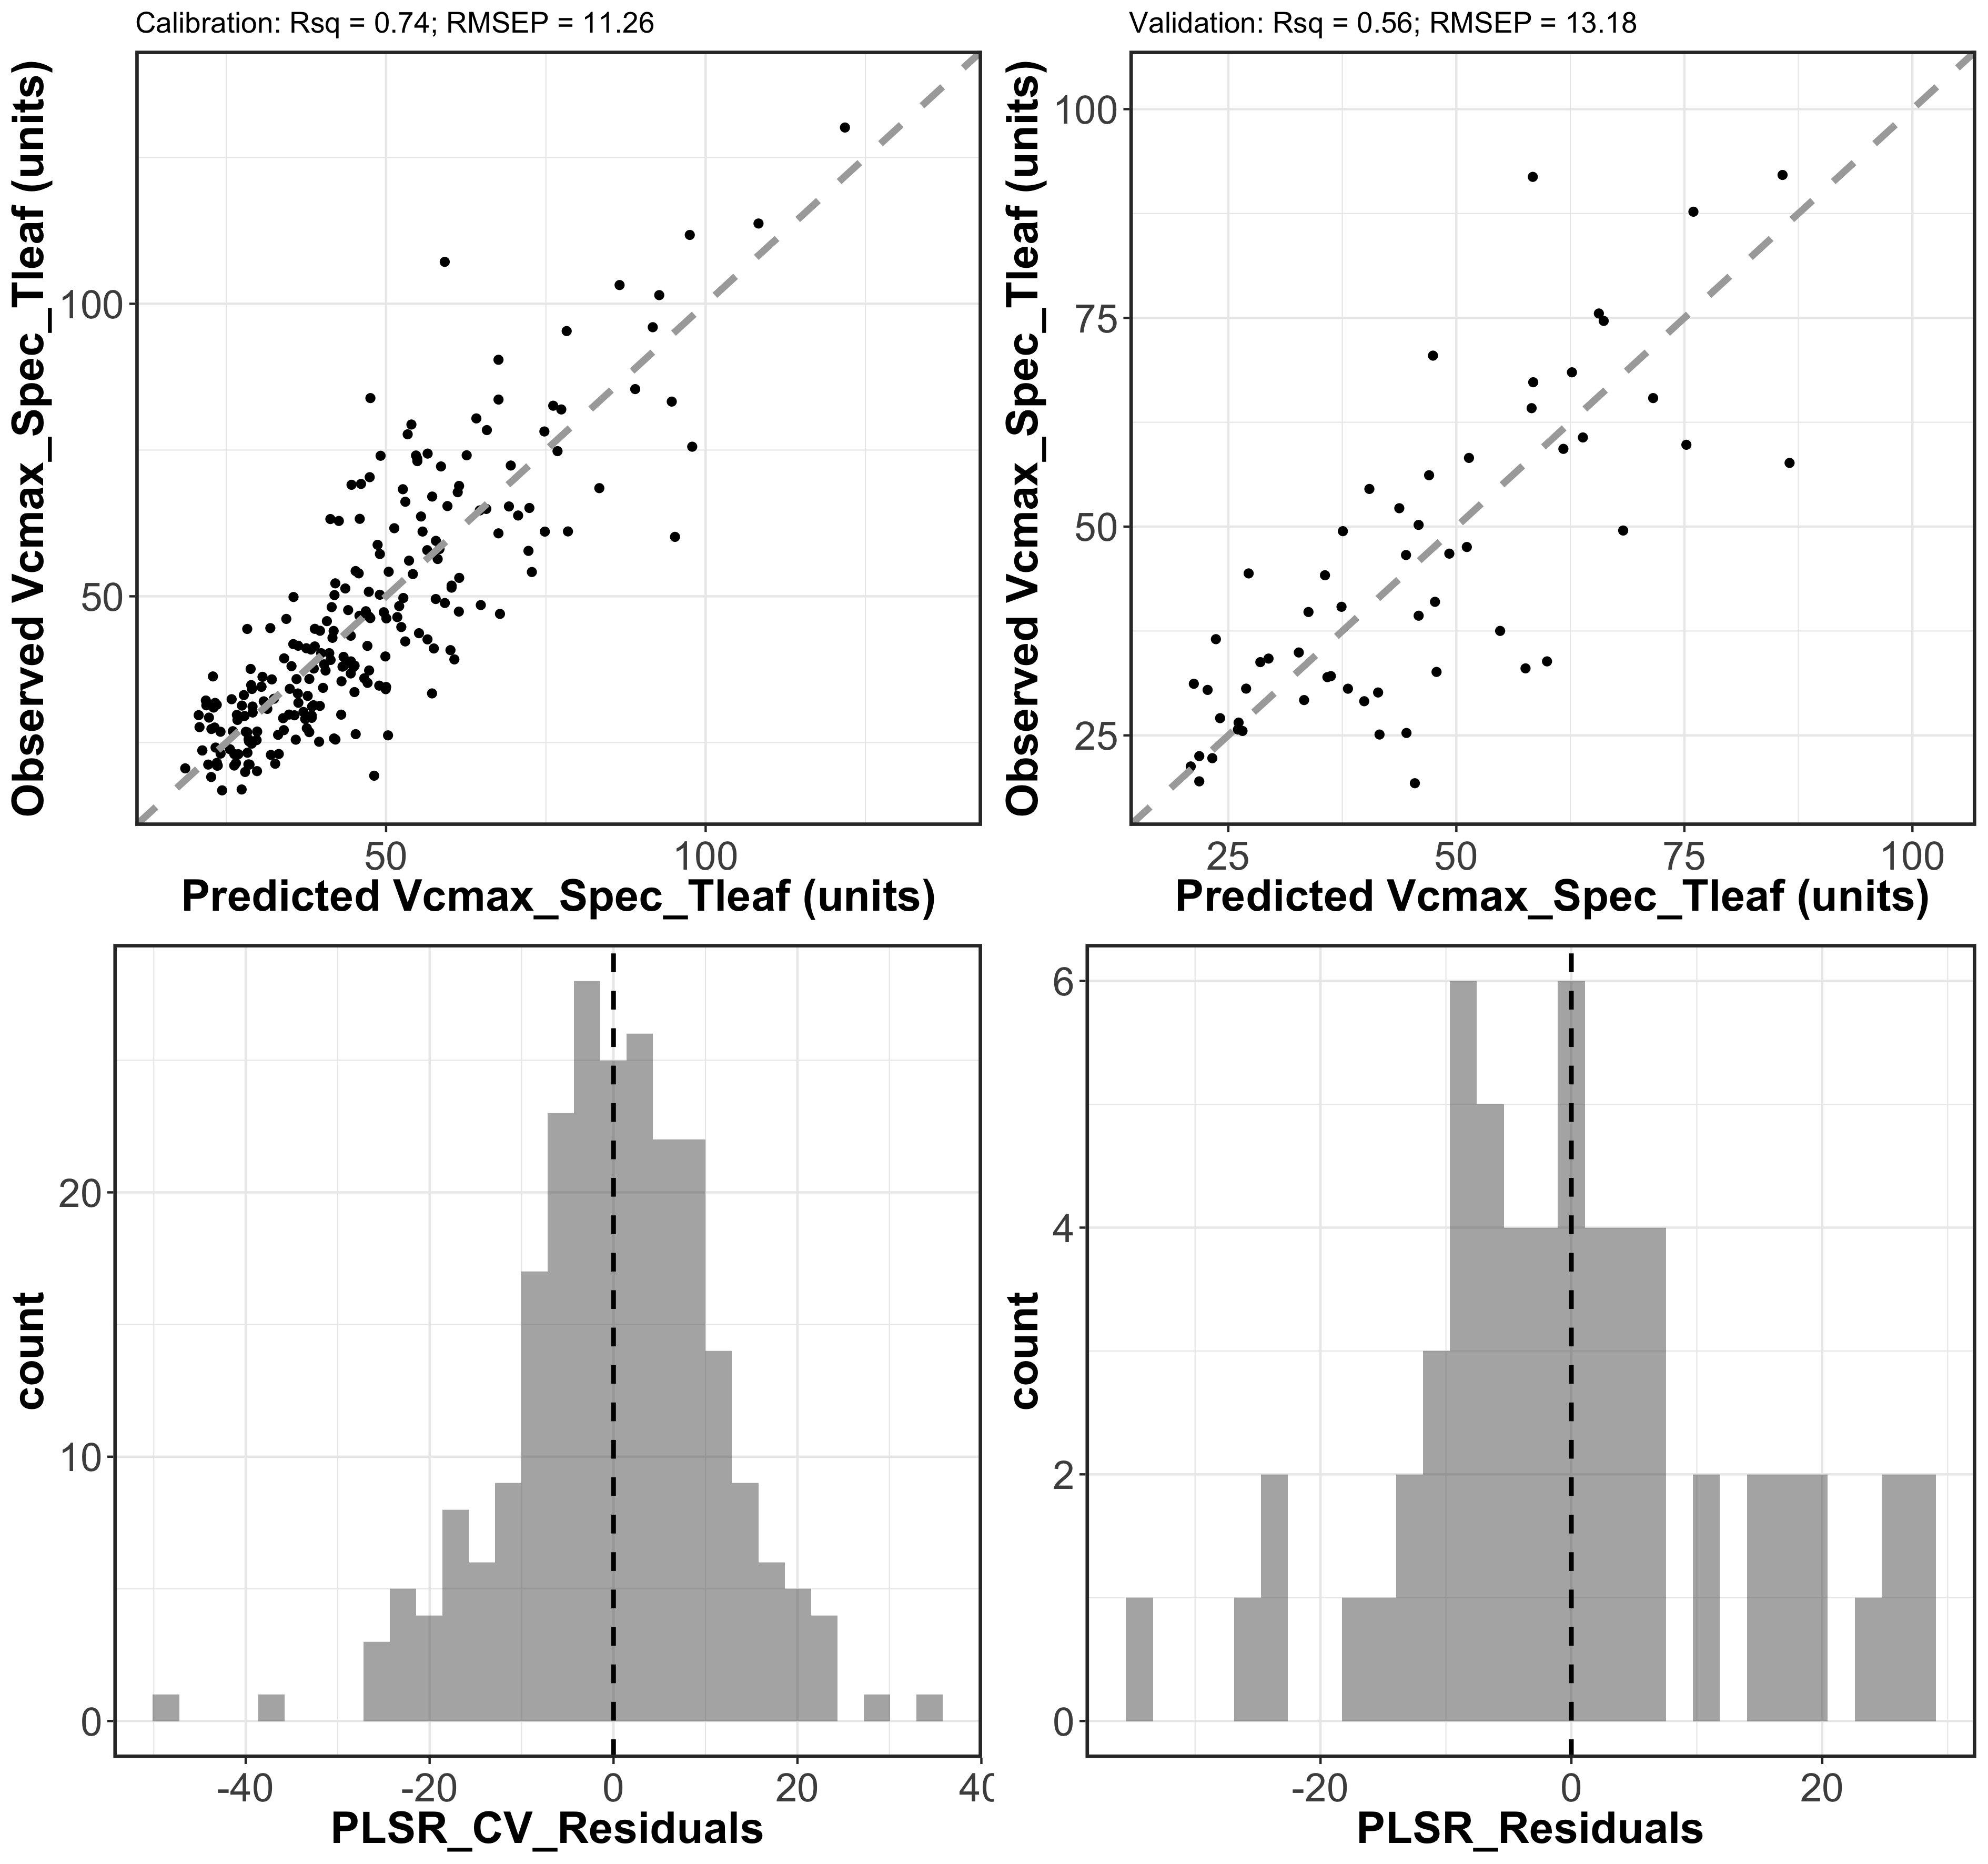 Calibration: Rsq = 0.74; RMSEP = 11.26
Observed Vcmax_Spec_Tleaf (units)
100
50
50
100
Predicted Vcmax_Spec_Tleaf (units)
Validation: Rsq = 0.56; RMSEP = 13.18
Observed Vcmax_Spec_Tleaf (units)
100
75
50
25
25
50
75
100
Predicted Vcmax_Spec_Tleaf (units)
count
20
10
0
-40
-20
0
20
PLSR_CV_Residuals
count
6
4
2
0
-20
0
20
PLSR_Residuals